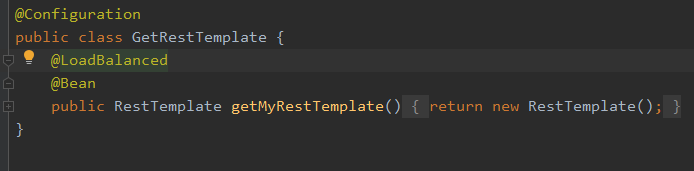 @Configuration
public class GetRestTemplate {
@LoadBalanced
@Bean
public RestTemplate getMyRestTemplate() { return new RestTemplate(); }
}